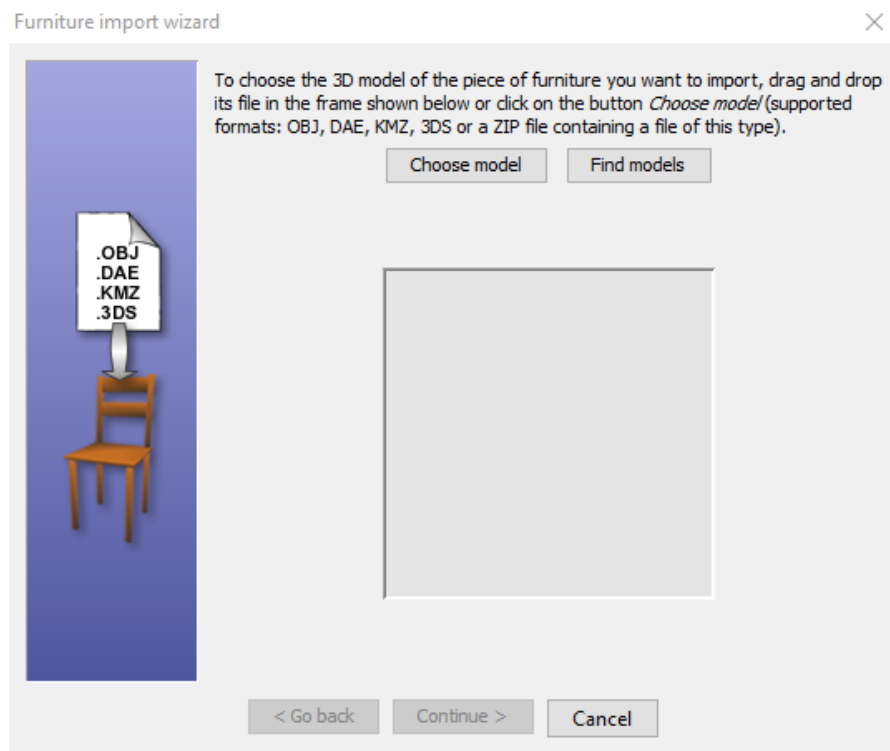 Furniture import wizard
To choose the 3D model of the piece of furniture you want to import, drag and drop
its file in the frame shown below or click on the button Choose model (supported
formats: OBJ, DAE, KMZ, 3DS or a ZIP file containing a file of this type).
Choose model
Find models
.OBJ
.DAE
.KMZ
.3DS
< Go back
Continue >
Cancel